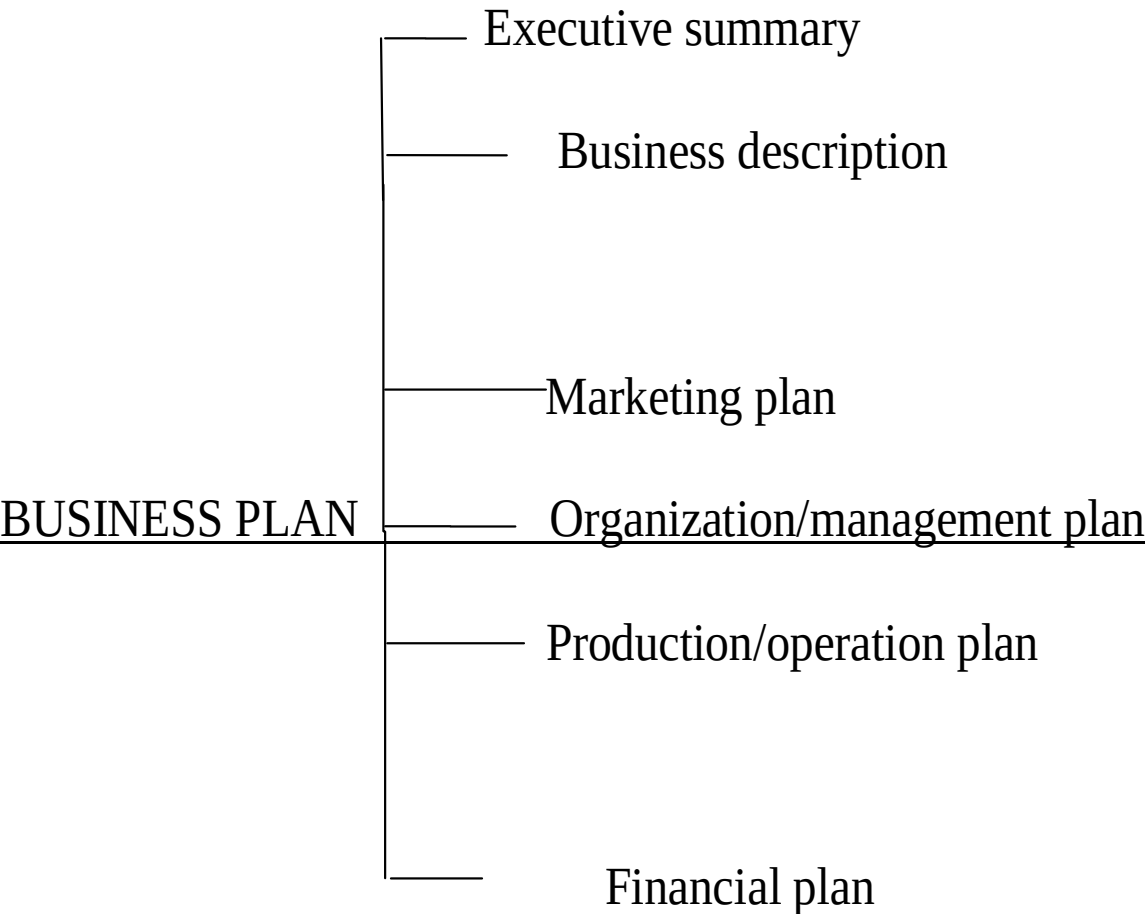 Executive summary
Business description
Marketing plan
BUSINESS PLAN Organization/management plan
Production/operation plan
Financial plan